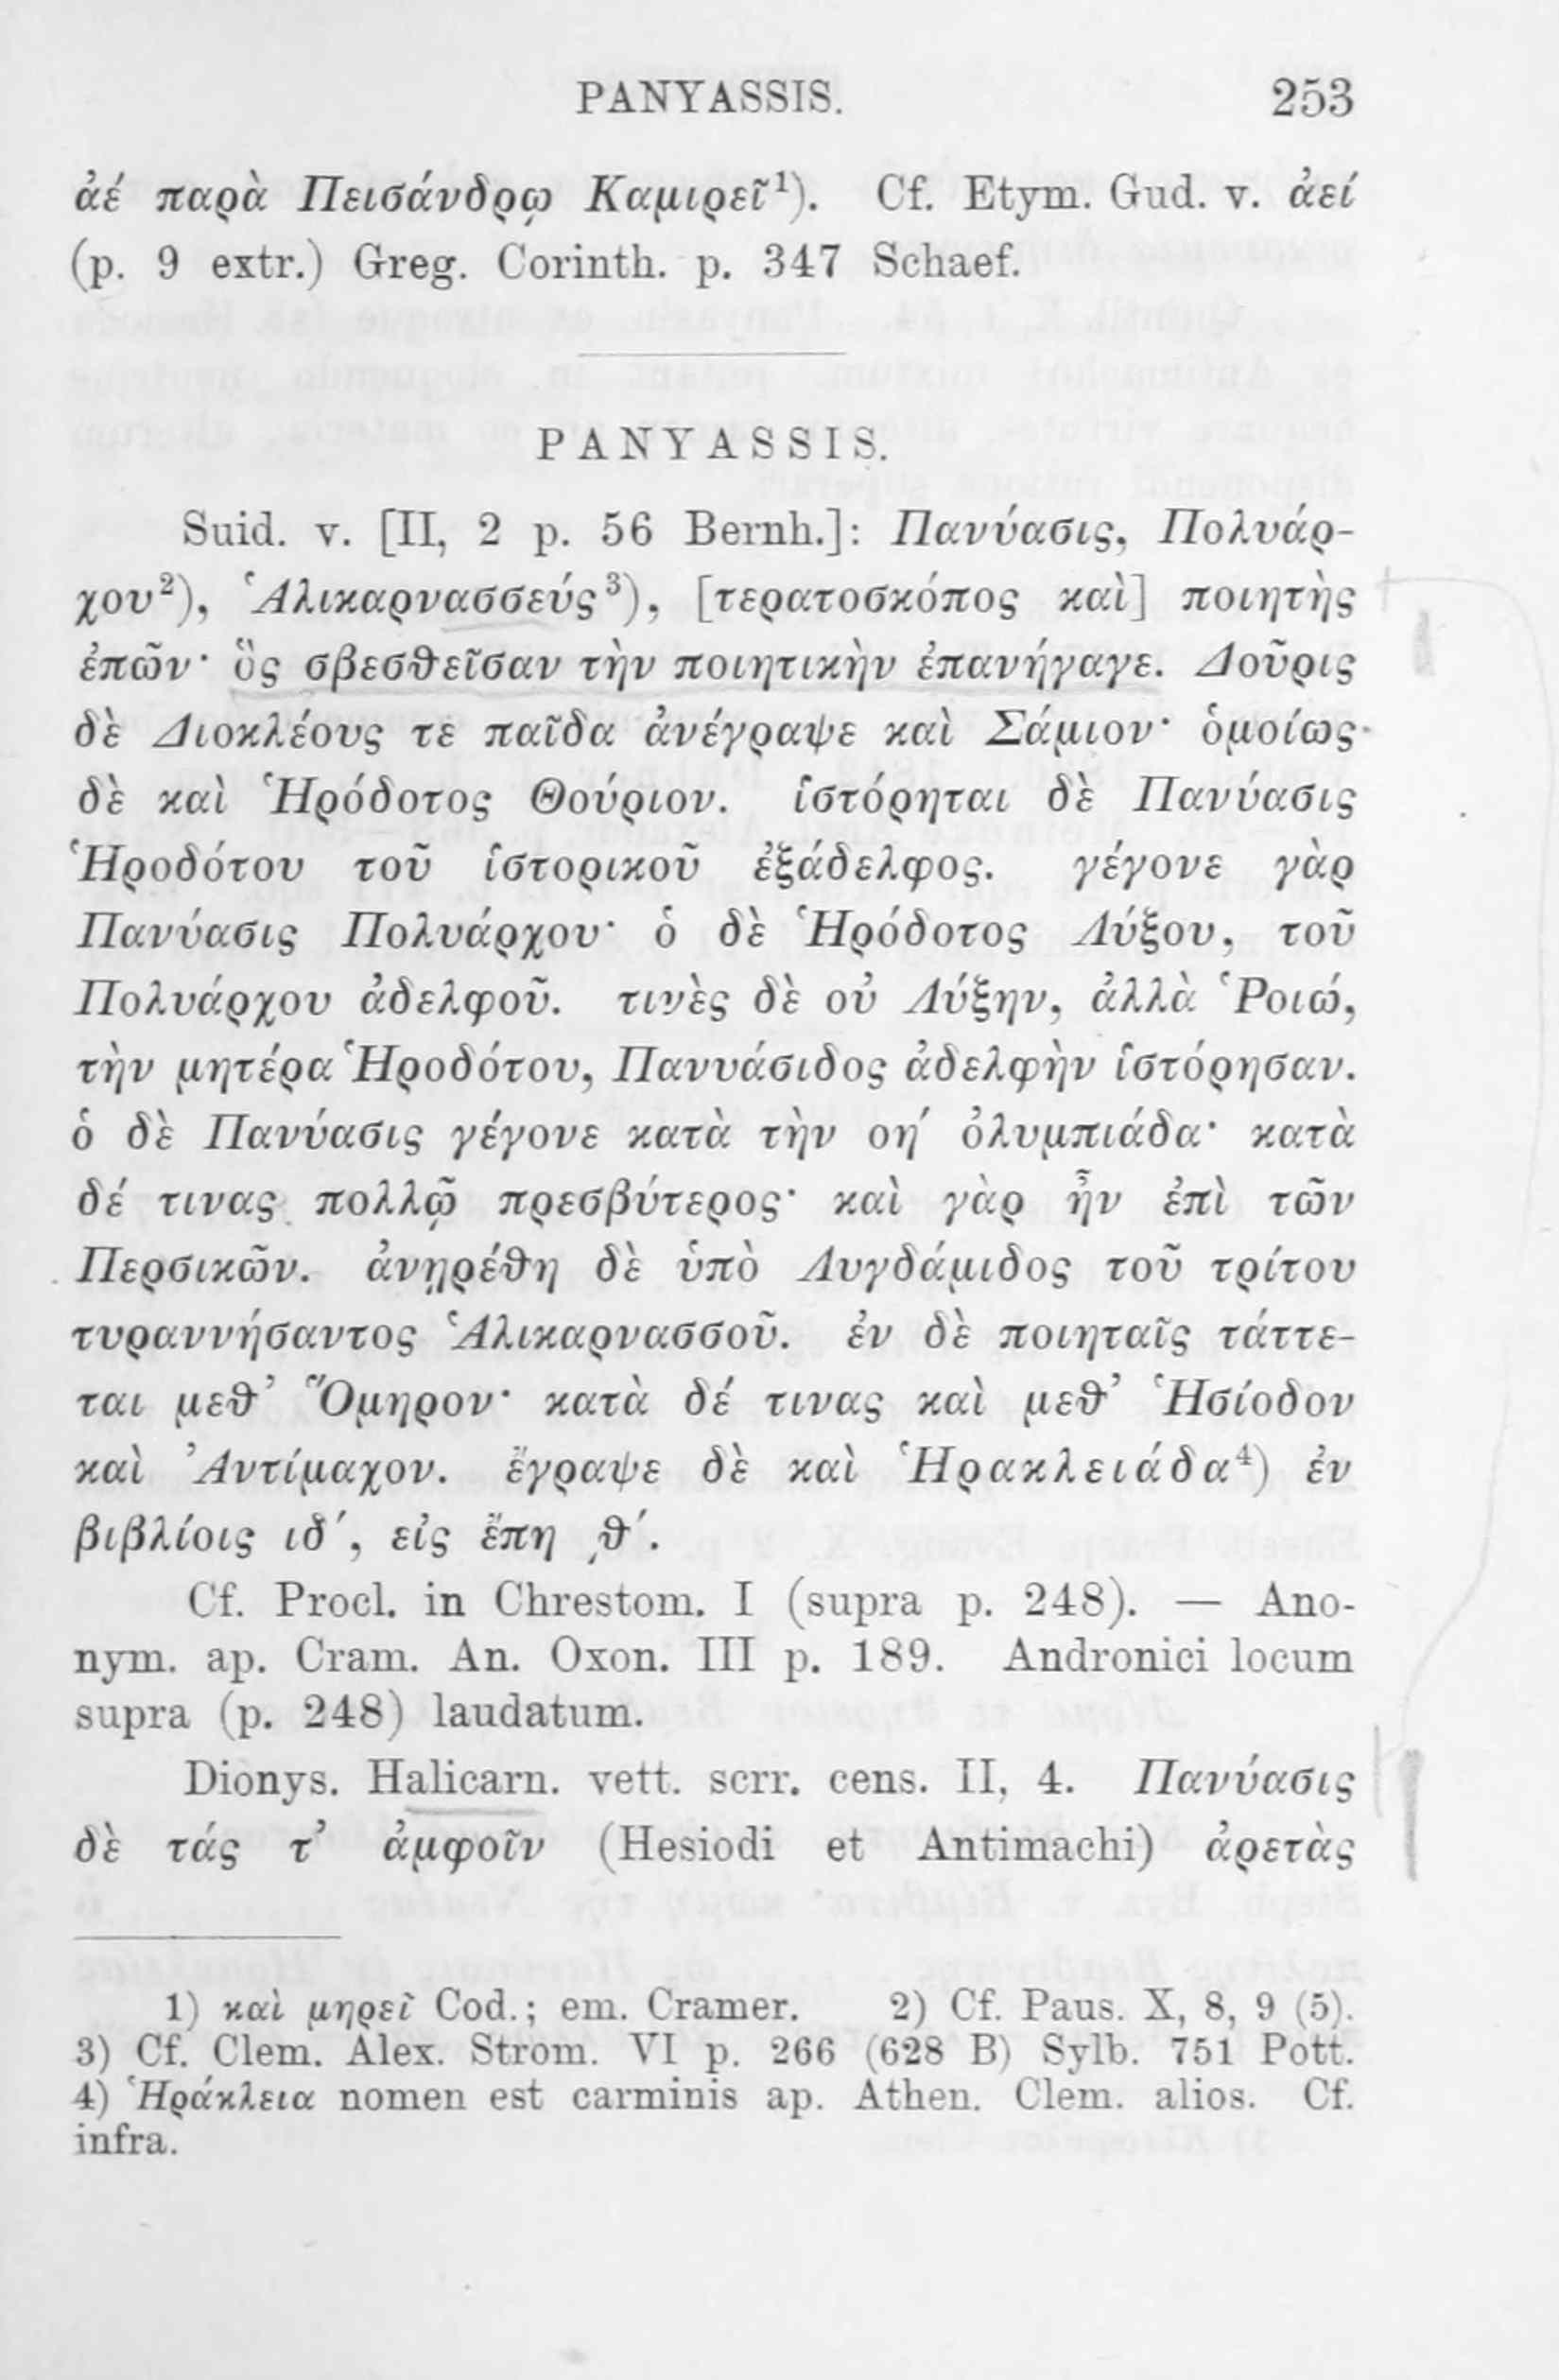 PANYASSIS. 253
ἀέ παρὰ Πεισάνδρῳ Καμιρεῖ¹). Cf. Etym. Gud. v. ἀεί
(p. 9 extr.) Greg. Corinth. p. 347 Schaef.
PANYASSIS.
Suid. v. [II, 2 p. 56 Bernh.]: Πανύασις, Πολυάρ-
χου²), Ἁλικαρνασσεύς³), [τερατοσκόπος καὶ] ποιητὴς
ἐπῶν· ὃς σβεσθεῖσαν τὴν ποιητικὴν ἐπανήγαγε. Δοῦρις
δὲ Διοκλέους τε παῖδα ἀνέγραψε καὶ Σάμιον· ὁμοίως
δὲ καὶ Ἡρόδοτος Θούριον. ἱστόρηται δὲ Πανύασις
Ἡροδότου τοῦ ἱστορικοῦ ἐξάδελφος. γέγονε γὰρ
Πανύασις Πολυάρχου· ὁ δὲ Ἡρόδοτος Λύξου, τοῦ
Πολυάρχου ἀδελφοῦ. τινὲς δὲ οὐ Λύξην, ἀλλὰ Ῥοιώ,
τὴν μητέρα Ἡροδότου, Πανυάσιδος ἀδελφὴν ἱστόρησαν.
ὁ δὲ Πανύασις γέγονε κατὰ τὴν οη′ ὀλυμπιάδα· κατὰ
δέ τινας πολλῷ πρεσβύτερος· καὶ γὰρ ἦν ἐπὶ τῶν
Περσικῶν. ἀνῃρέθη δὲ ὑπὸ Λυγδάμιδος τοῦ τρίτου
τυραννήσαντος Ἁλικαρνασσοῦ. ἐν δὲ ποιηταῖς τάττε-
ται μεθ’ Ὅμηρον· κατὰ δέ τινας καὶ μεθ’ Ἡσίοδον
καὶ Ἀντίμαχον. ἔγραψε δὲ καὶ Ἡρακλειάδα⁴) ἐν
βιβλίοις ιδ′, εἰς ἔπη ͵θ′.
Cf. Procl. in Chrestom. I (supra p. 248). — Ano-
nym. ap. Cram. An. Oxon. III p. 189. Andronici locum
supra (p. 248) laudatum.
Dionys. Halicarn. vett. scrr. cens. II, 4. Πανύασις
δὲ τάς τ’ ἀμφοῖν (Hesiodi et Antimachi) ἀρετὰς
1) καὶ μηρεῖ Cod.; em. Cramer. 2) Cf. Paus. X, 8, 9 (5).
3) Cf. Clem. Alex. Strom. VI p. 266 (628 B) Sylb. 751 Pott.
4) Ἡράκλεια nomen est carminis ap. Athen. Clem. alios. Cf.
infra.